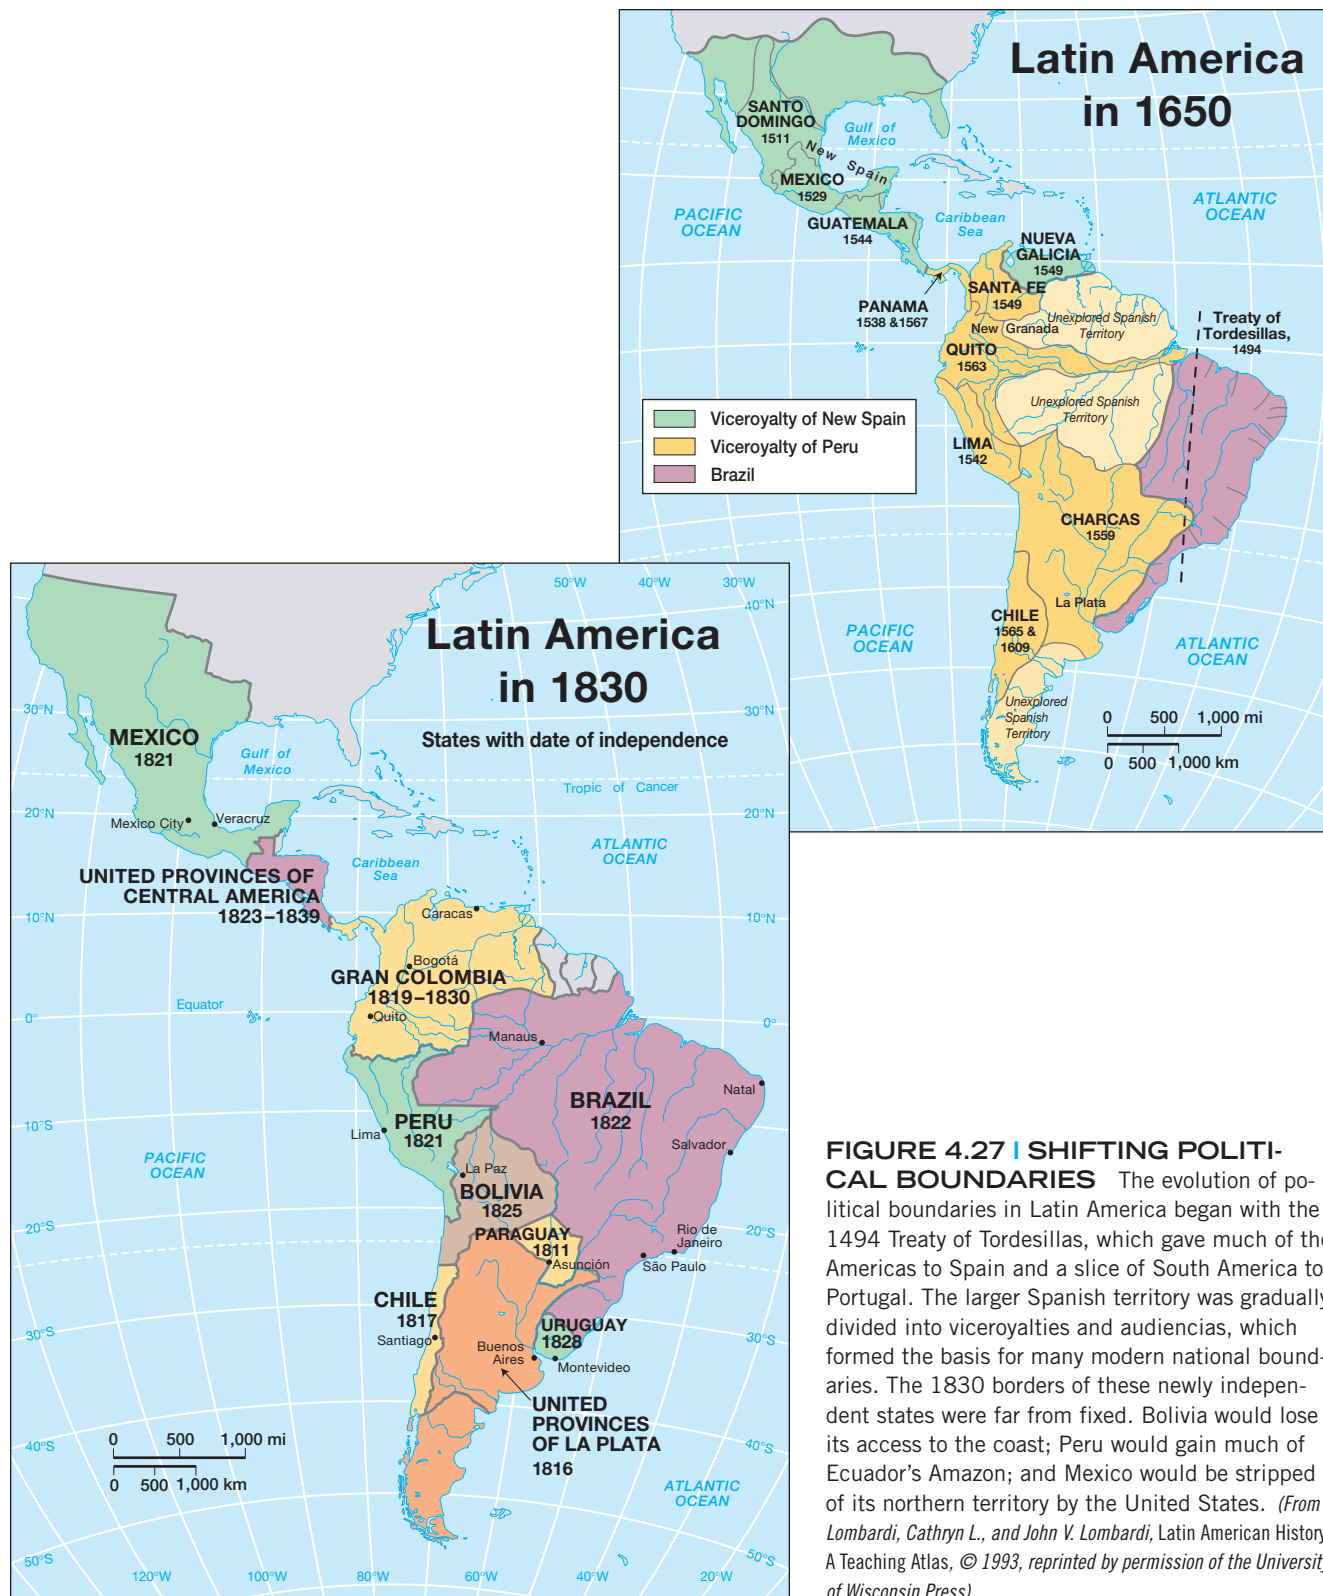 Latin America
in 1650
SANTO
DOMINGO
1511
Gulf of
Mexico
New Spain
MEXICO
1529
PACIFIC
OCEAN
GUATEMALA
1544
Caribbean
Sea
ATLANTIC
OCEAN
NUEVA
GALICIA
1549
SANTA FE
1549
PANAMA
1538 &1567
New Granada
Unexplored Spanish
Territory
Treaty of
Tordesillas,
1494
QUITO
1563
Unexplored Spanish
Territory
Viceroyalty of New Spain
Viceroyalty of Peru
Brazil
LIMA
1542
CHARCAS
1559
La Plata
CHILE
1565 &
1609
PACIFIC
OCEAN
ATLANTIC
OCEAN
Unexplored
Spanish
Territory
0 500 1,000 mi
0 500 1,000 km
50°W 40°W 30°W
40°N
Latin America
in 1830
States with date of independence
30°N
30°N
MEXICO
1821
Gulf of
Mexico
Tropic of Cancer
20°N
20°N
Mexico City
Veracruz
ATLANTIC
OCEAN
Caribbean
Sea
UNITED PROVINCES OF
CENTRAL AMERICA
1823–1839
10°N
10°N
Caracas
Bogotá
GRAN COLOMBIA
1819–1830
Equator
Quito
0°
0°
Manaus
Natal
BRAZIL
1822
PERU
1821
Lima
10°S
Salvador
PACIFIC
OCEAN
La Paz
BOLIVIA
1825
20°S
20°S
PARAGUAY
1811
Asunción
Rio de
Janeiro
São Paulo
CHILE
1817
Santiago
URUGUAY
1828
Buenos
Aires
Montevideo
30°S
30°S
UNITED
PROVINCES
OF LA PLATA
1816
0 500 1,000 mi
0 500 1,000 km
40°S
40°S
ATLANTIC
OCEAN
50°S
50°S
120°W 100°W 80°W 60°W 40°W 20°W
FIGURE 4.27 | SHIFTING POLITI-
CAL BOUNDARIES The evolution of po-
litical boundaries in Latin America began with the
1494 Treaty of Tordesillas, which gave much of the
Americas to Spain and a slice of South America to
Portugal. The larger Spanish territory was gradually
divided into viceroyalties and audiencias, which
formed the basis for many modern national bound-
aries. The 1830 borders of these newly indepen-
dent states were far from fixed. Bolivia would lose
its access to the coast; Peru would gain much of
Ecuador's Amazon; and Mexico would be stripped
of its northern territory by the United States. (From
Lombardi, Cathryn L., and John V. Lombardi, Latin American History
A Teaching Atlas, © 1993, reprinted by permission of the University
of Wisconsin Press)